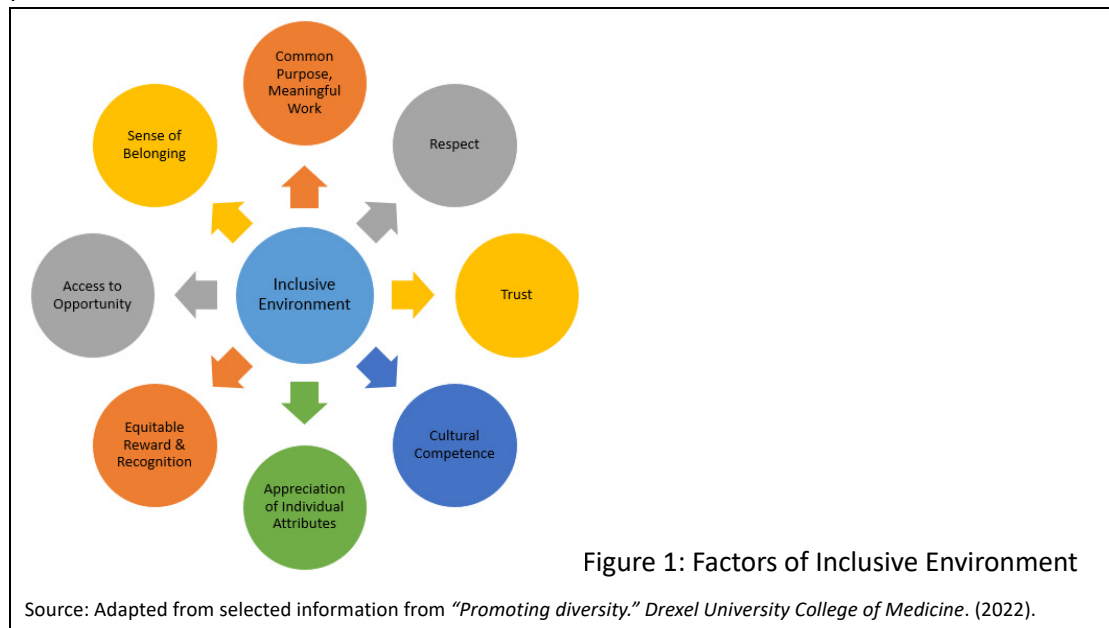 Common
Purpose,
Meaningful
Work
Respect
Trust
Cultural
Competence
Appreciation
of Individual
Attributes
Equitable
Reward &
Recognition
Access to
Opportunity
Sense of
Belonging
Inclusive
Environment
Figure 1: Factors of Inclusive Environment
Source: Adapted from selected information from “Promoting diversity.” Drexel University College of Medicine. (2022).